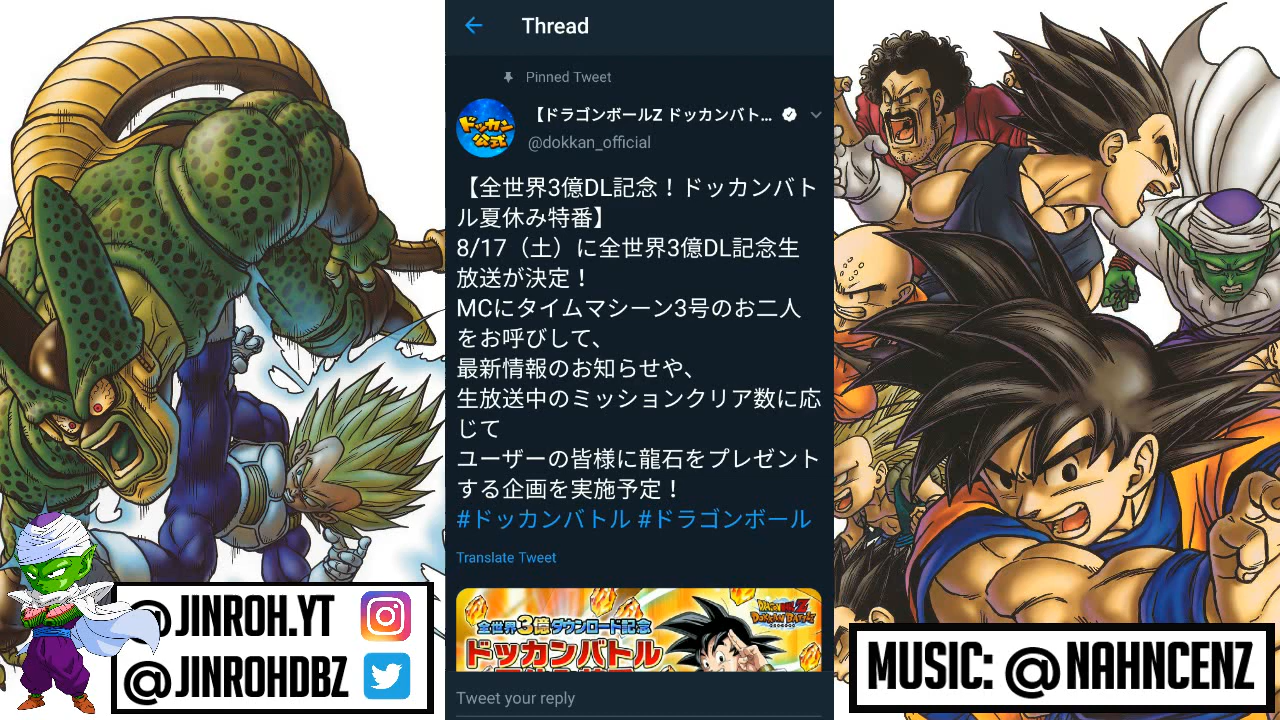 Thread
Pinned Tweet
【ドラゴンボールZ ドッカンバト...
@dokkan_official
ドッカン
公式
【全世界3億DL記念！ドッカンバト
ル夏休み特番】
8/17（土）に全世界3億DL記念生
放送が決定！
MCにタイムマシーン3号のお二人
をお呼びして、
最新情報のお知らせや、
生放送中のミッションクリア数に応
じて
ユーザーの皆様に龍石をプレゼント
する企画を実施予定！
#ドッカンバトル #ドラゴンボール
Translate Tweet
全世界3億ダウンロード記念
ドッカンバトル
DRAGONBALL Z
DOKKAN BATTLE
Tweet your reply
@JINROH.YT
@JINROHDBZ
MUSIC: @NAHNCENZ